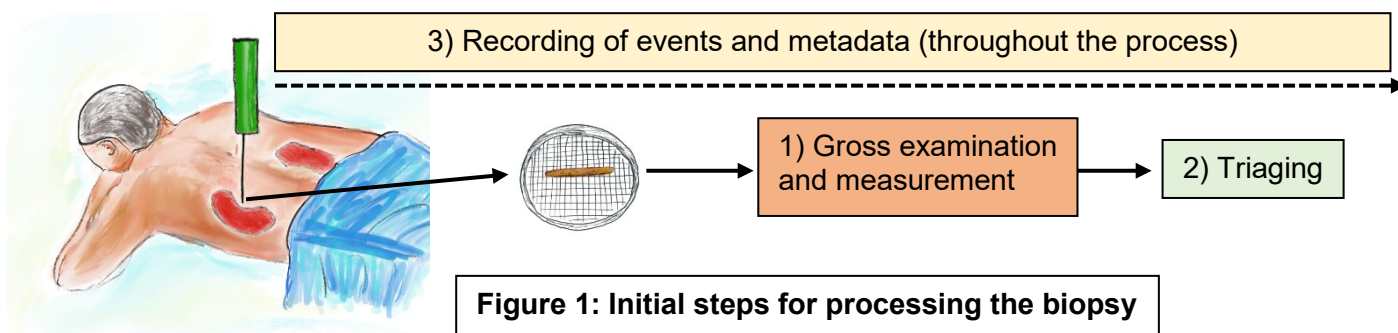 3) Recording of events and metadata (throughout the process)
1) Gross examination
and measurement
2) Triaging
Figure 1: Initial steps for processing the biopsy